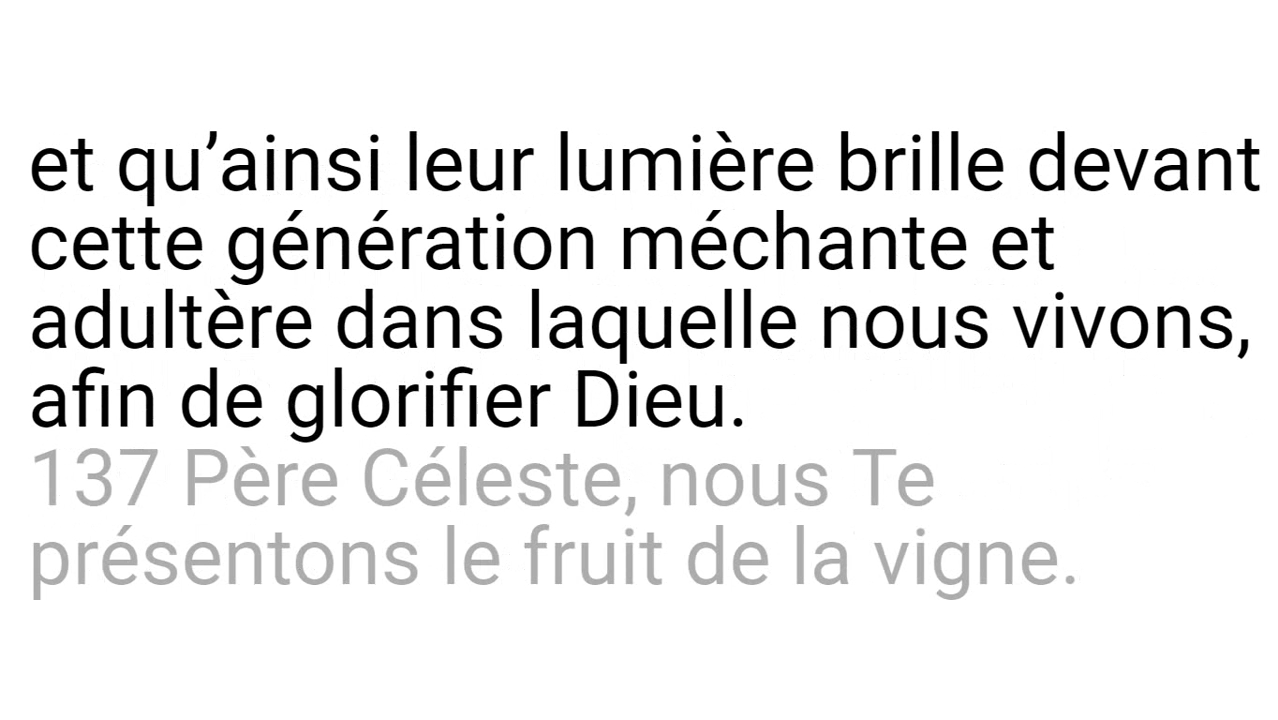 et qu’ainsi leur lumière brille devant
cette génération méchante et
adultère dans laquelle nous vivons,
afin de glorifier Dieu.
137 Père Céleste, nous Te
présentons le fruit de la vigne.